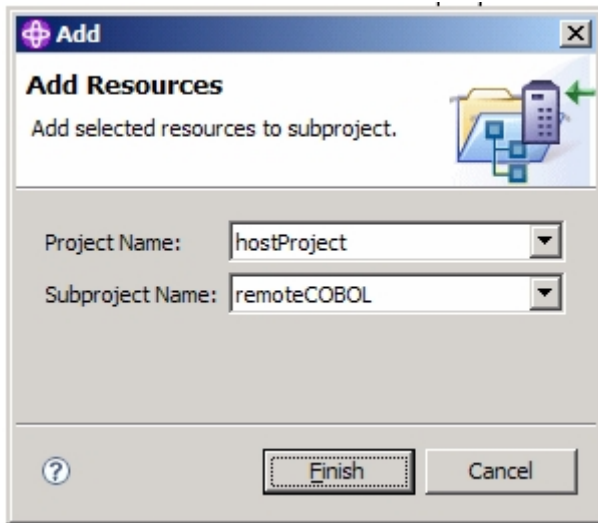 Add
Add Resources
Add selected resources to subproject.
Project Name: hostProject
Subproject Name: remoteCOBOL
Finish Cancel